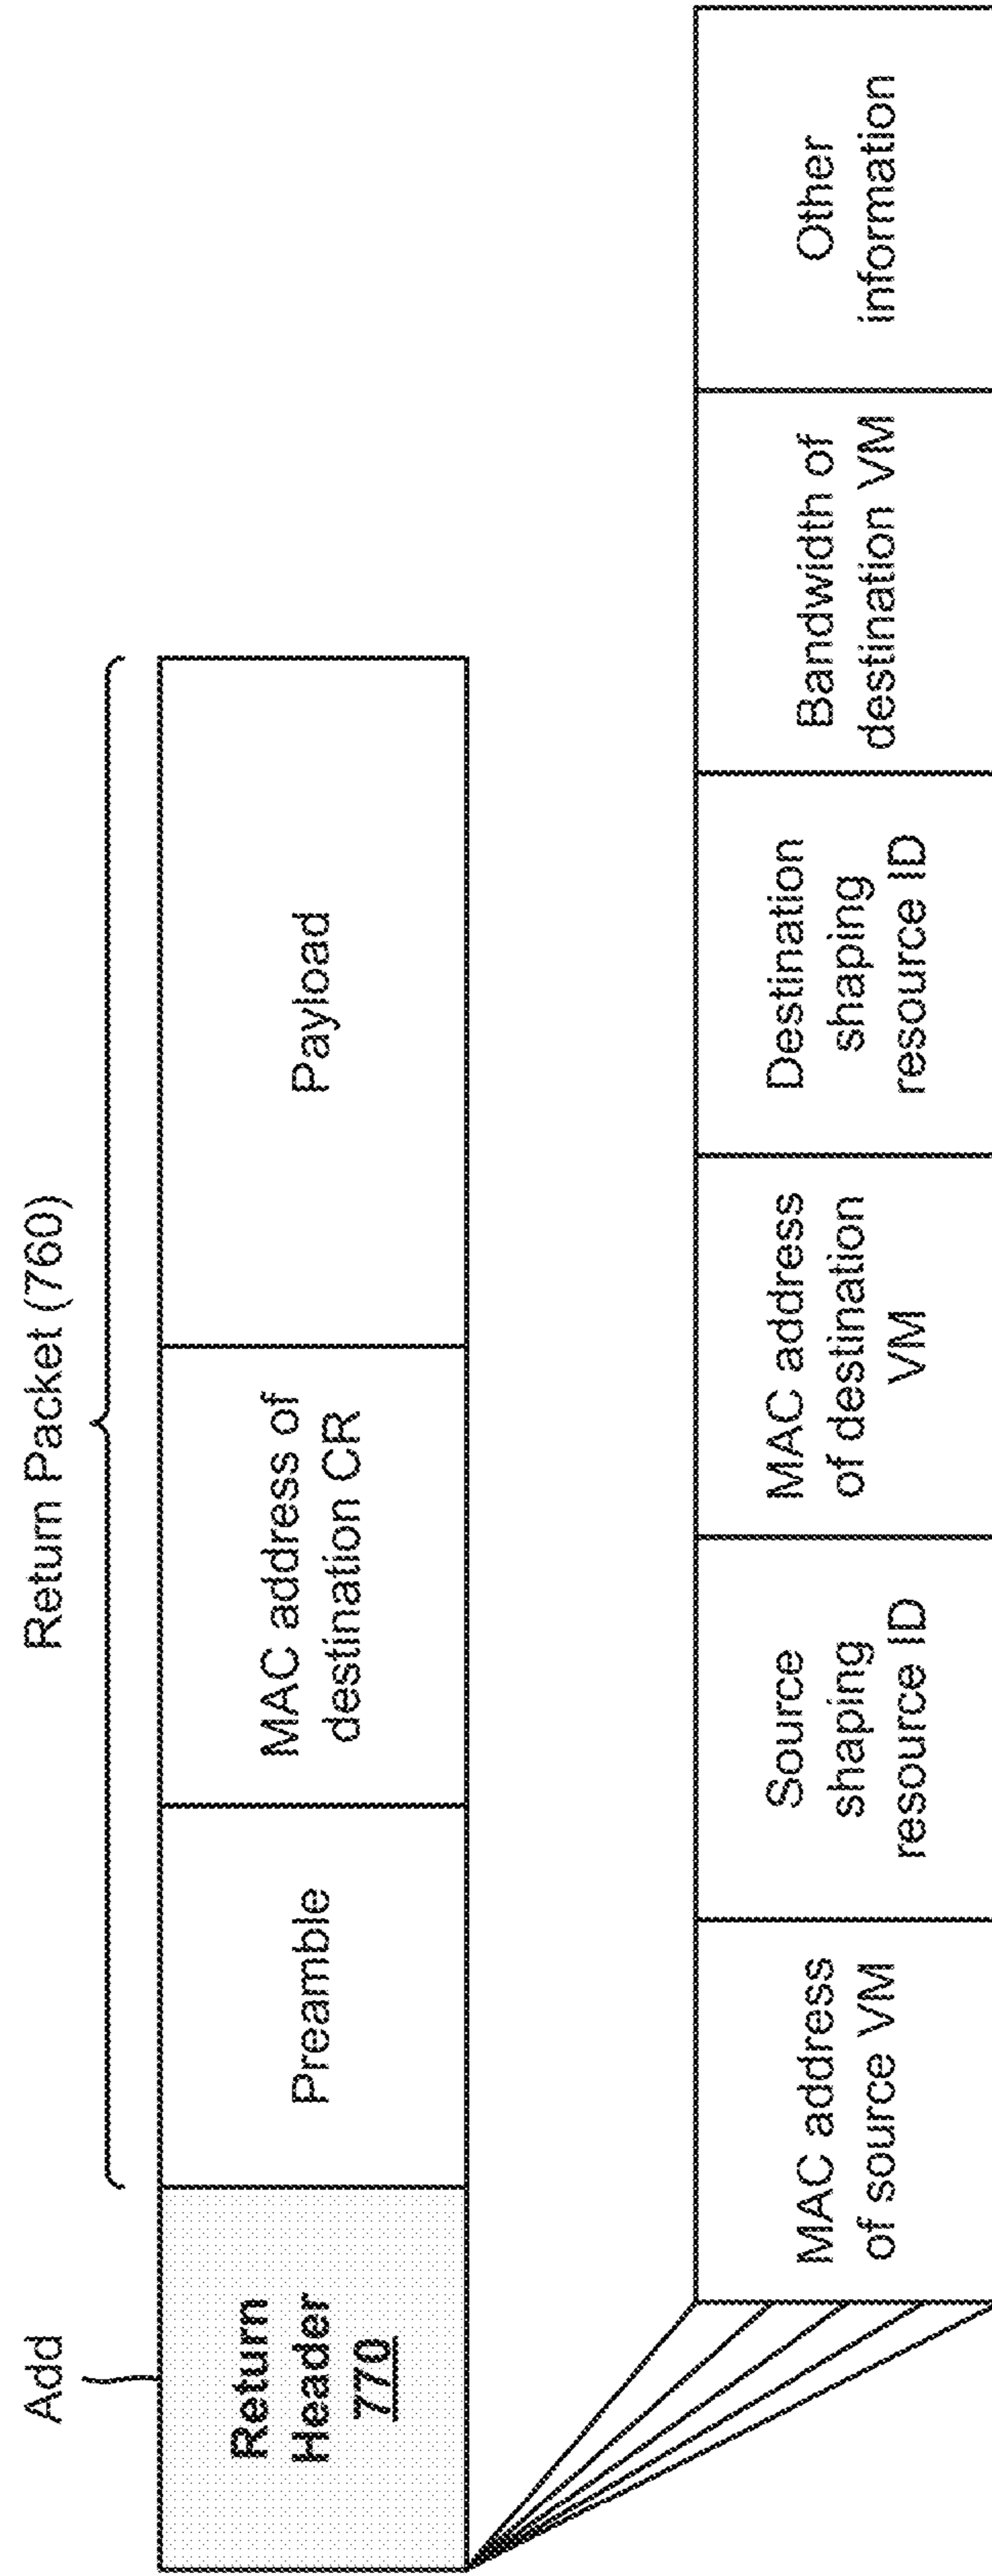 Return Packet (760)
Add
Return
Header
770
Preamble
MAC address of
destination CR
Payload
MAC address
of source VM
Source
shaping
resource ID
MAC address
of destination
VM
Destination
shaping
resource ID
Bandwidth of
destination VM
Other
information